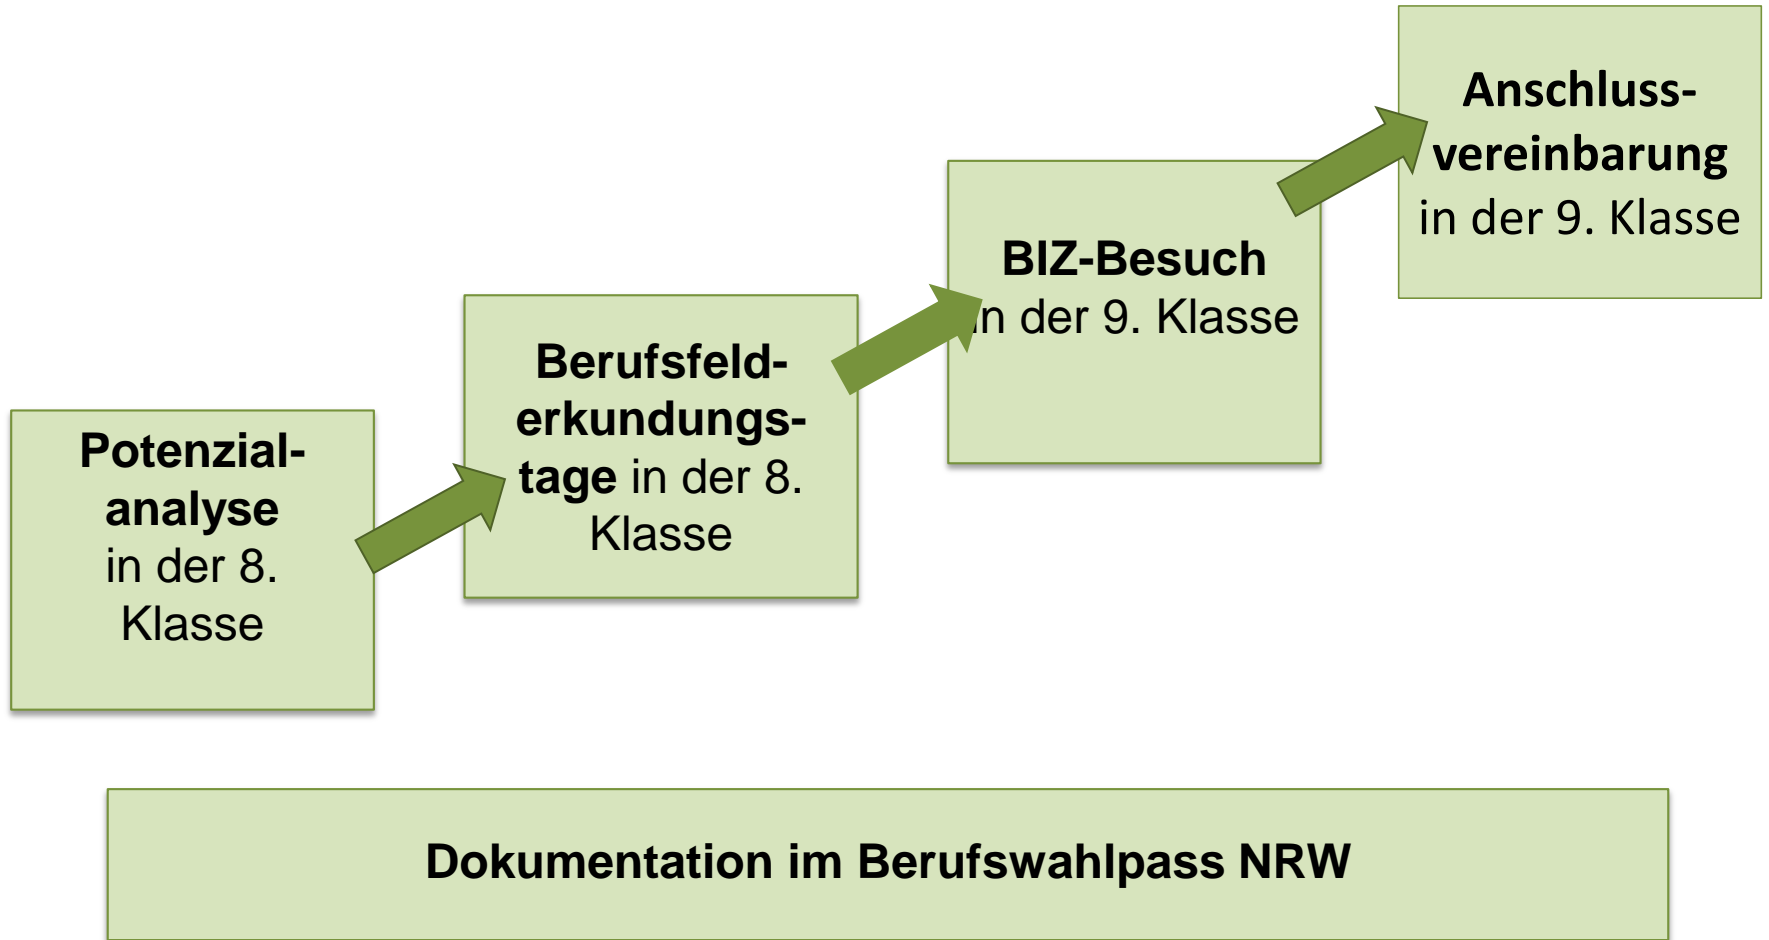 Potenzial-
analyse
in der 8.
Klasse
Berufsfeld-
erkundungs-
tage in der 8.
Klasse
BIZ-Besuch
in der 9. Klasse
Anschluss-
vereinbarung
in der 9. Klasse
Dokumentation im Berufswahlpass NRW